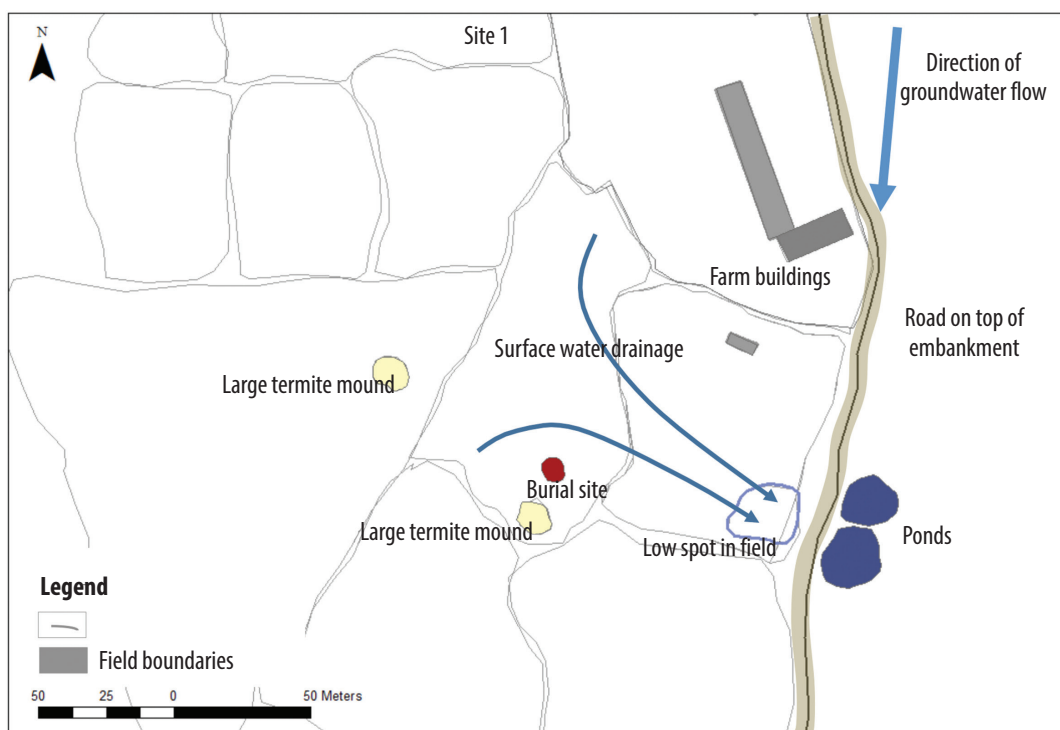 N
Site 1
Direction of
groundwater flow
Farm buildings
Road on top of
embankment
Surface water drainage
Large termite mound
Burial site
Large termite mound
Low spot in field
Ponds
Legend
Field boundaries
50 25 0 50 Meters